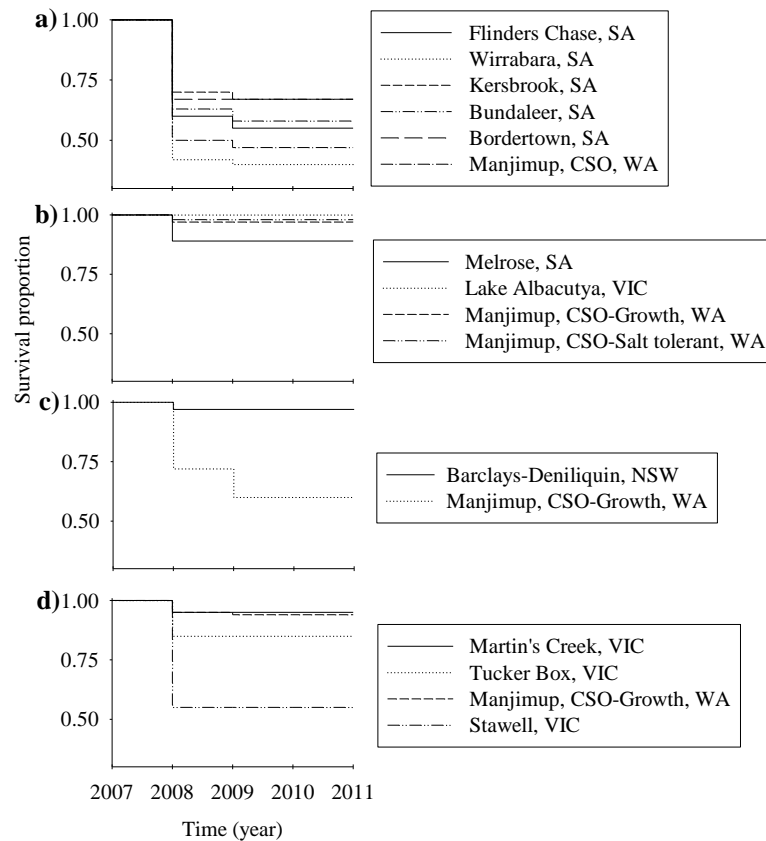 a)
1.00
0.75
0.50
Flinders Chase, SA
Wirrabara, SA
Kersbrook, SA
Bundaleer, SA
Bordertown, SA
Manjimup, CSO, WA
b)
1.00
0.75
0.50
Melrose, SA
Lake Albacutya, VIC
Manjimup, CSO-Growth, WA
Manjimup, CSO-Salt tolerant, WA
Survival proportion
c)
1.00
0.75
0.50
Barclays-Deniliquin, NSW
Manjimup, CSO-Growth, WA
d)
1.00
0.75
0.50
Martin's Creek, VIC
Tucker Box, VIC
Manjimup, CSO-Growth, WA
Stawell, VIC
2007 2008 2009 2010 2011
Time (year)